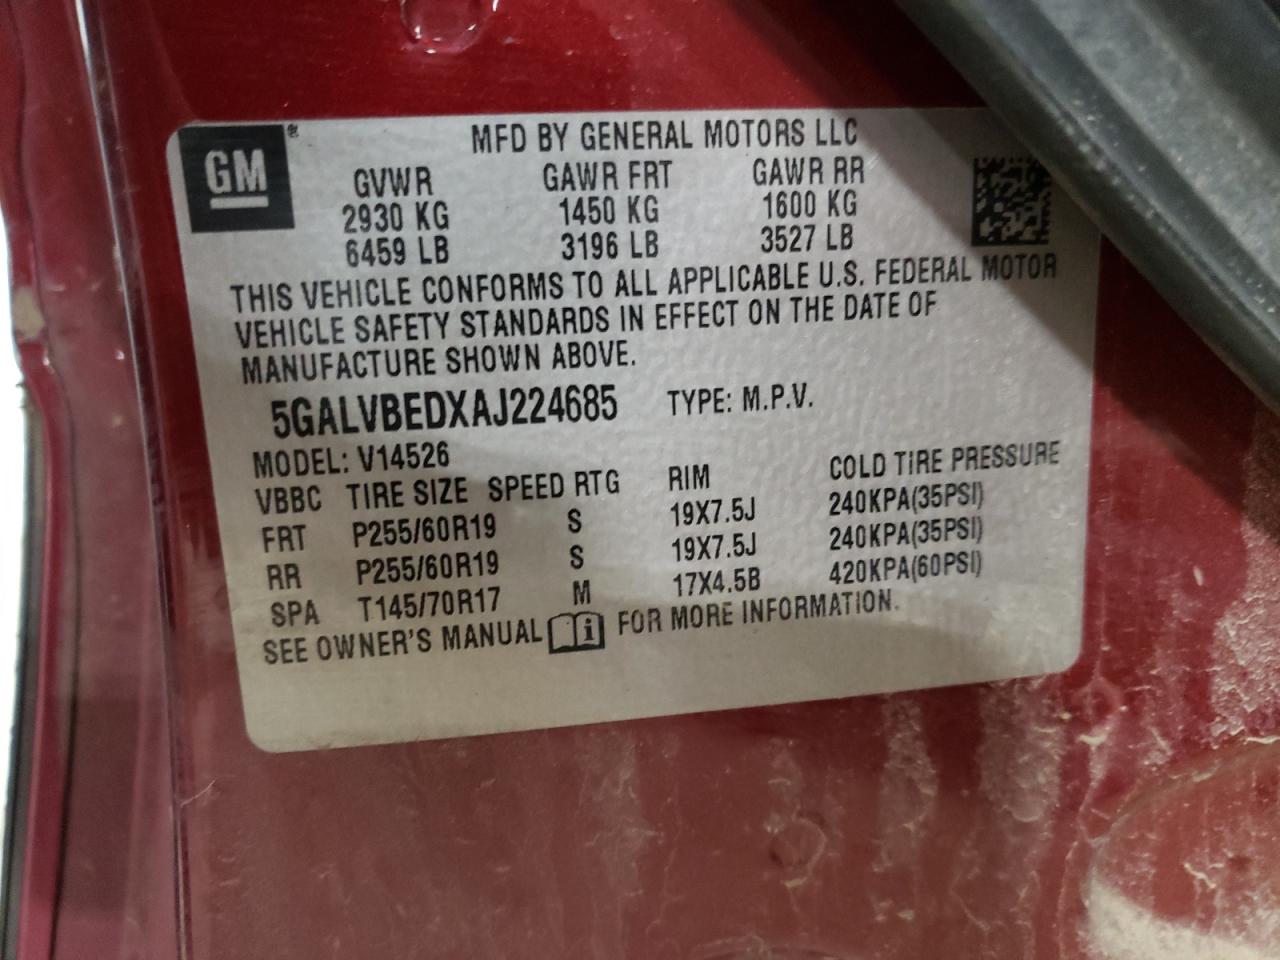 GM ®
MFD BY GENERAL MOTORS LLC
GVWR GAWR FRT GAWR RR
2930 KG 1450 KG 1600 KG
6459 LB 3196 LB 3527 LB
THIS VEHICLE CONFORMS TO ALL APPLICABLE U.S. FEDERAL MOTOR
VEHICLE SAFETY STANDARDS IN EFFECT ON THE DATE OF
MANUFACTURE SHOWN ABOVE.
5GALVBEDXAJ224685 TYPE: M.P.V.
MODEL: V14526
VBBC TIRE SIZE SPEED RTG RIM COLD TIRE PRESSURE
FRT P255/60R19 S 19X7.5J 240KPA(35PSI)
RR P255/60R19 S 19X7.5J 240KPA(35PSI)
SPA T145/70R17 M 17X4.5B 420KPA(60PSI)
SEE OWNER'S MANUAL i FOR MORE INFORMATION.